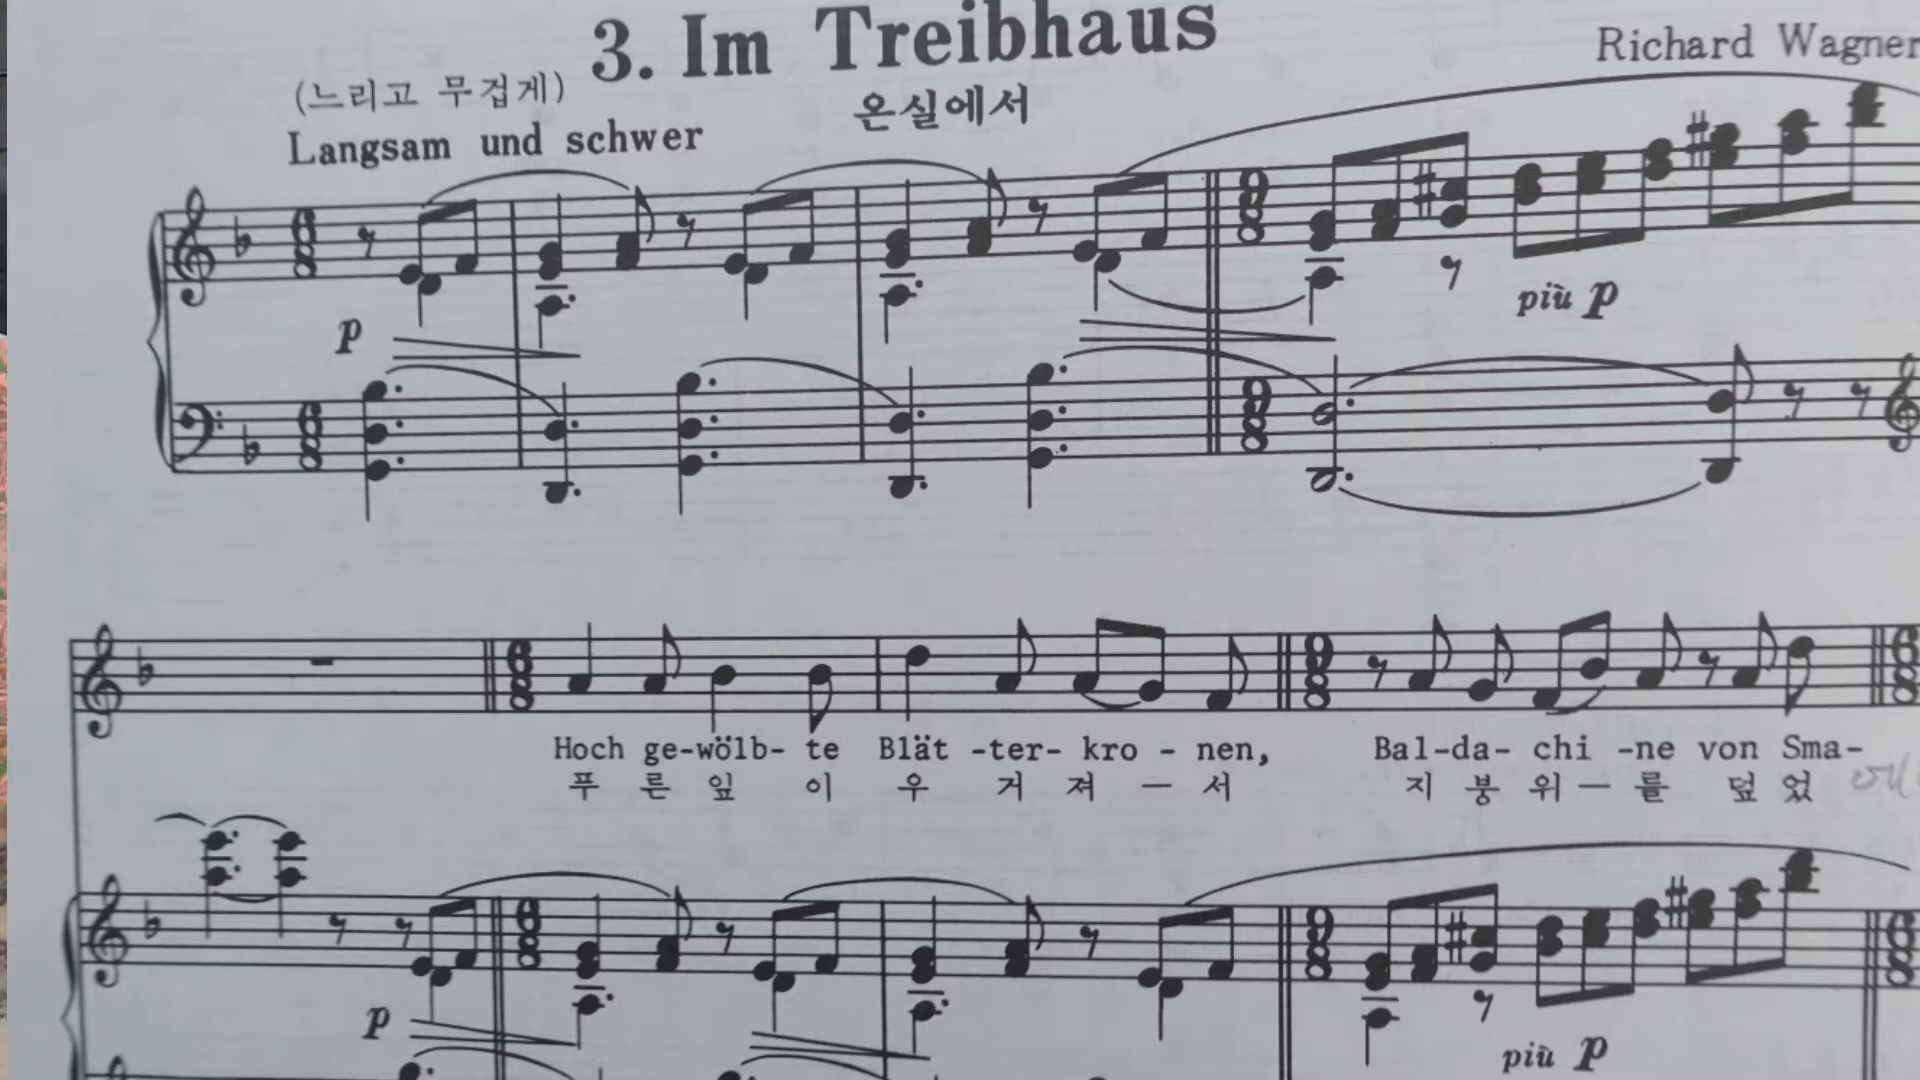 3. Im Treibhaus
Richard Wagner
(느리고 무겁게)
온실에서
Langsam und schwer
p
più p
Hoch ge-wölb- te Blät -ter- kro - nen, Bal-da- chi -ne von Sma-
푸 른 잎 이 우 거 져 — 서 지 붕 위 — 를 덮 었
p
più p